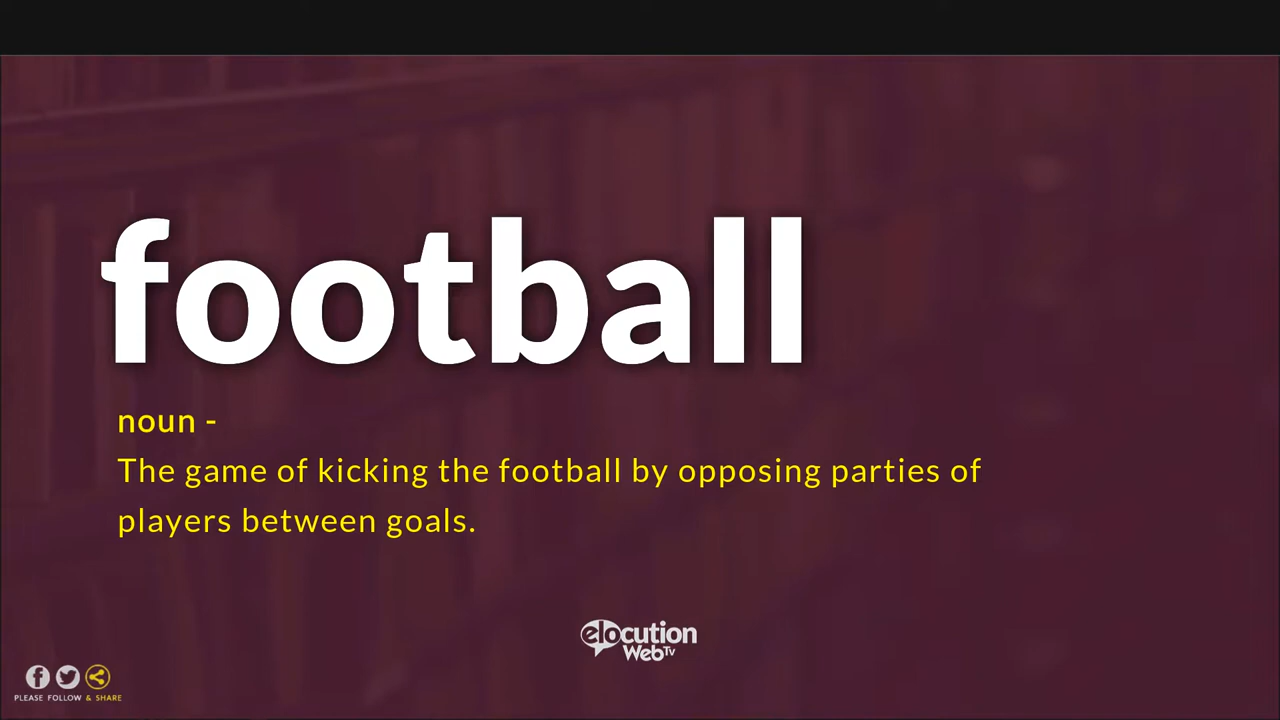 football
noun -
The game of kicking the football by opposing parties of
players between goals.
elocution
WebTv
PLEASE FOLLOW & SHARE